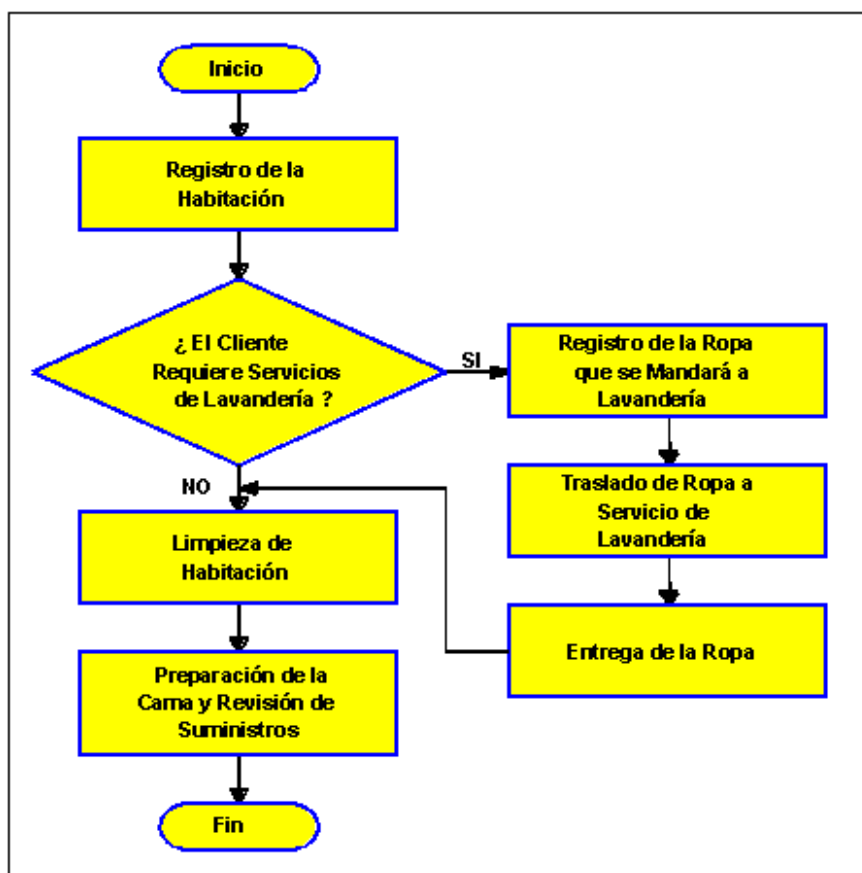 Inicio
Registro de la
Habitación
¿ El Cliente
Requiere Servicios
de Lavandería ?
SI
Registro de la Ropa
que se Mandará a
Lavandería
Traslado de Ropa a
Servicio de
Lavandería
Entrega de la Ropa
NO
Limpieza de
Habitación
Preparación de la
Cama y Revisión de
Suministros
Fin